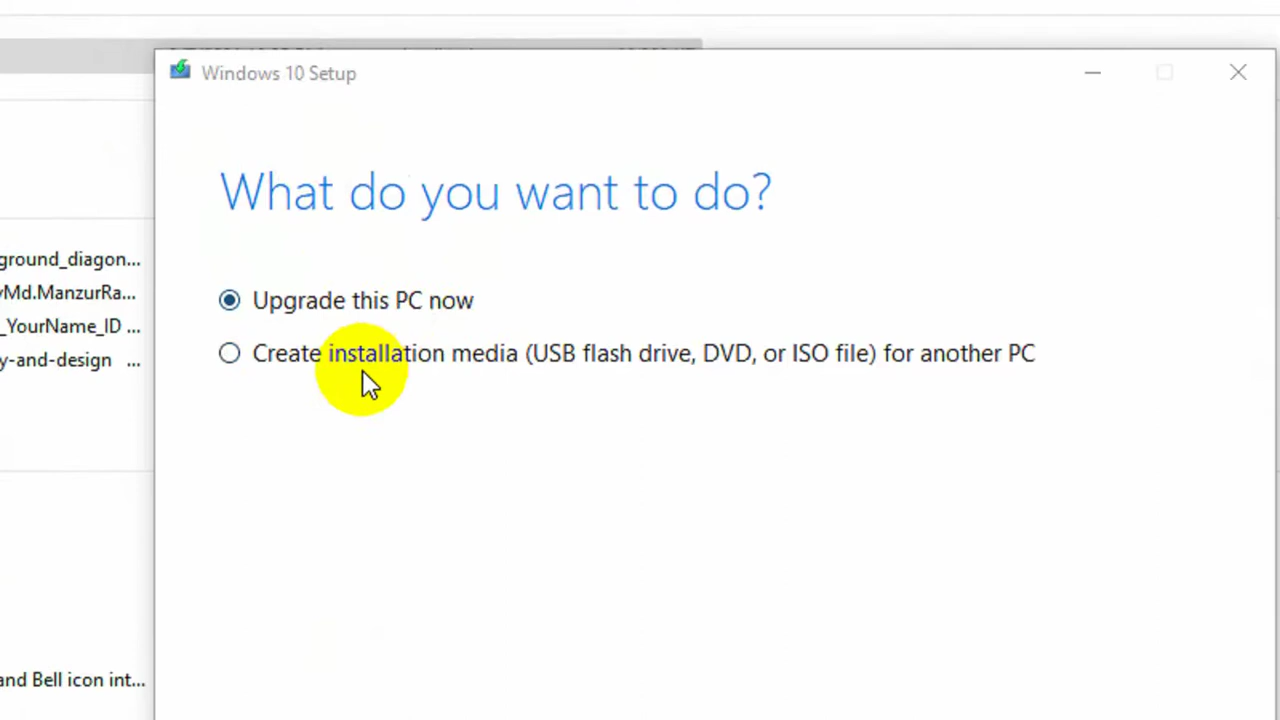 Windows 10 Setup
What do you want to do?
ground_diagon...
Upgrade this PC now
yMd.ManzurRa...
_YourName_ID ...
Create installation media (USB flash drive, DVD, or ISO file) for another PC
y-and-design ...
and Bell icon int...